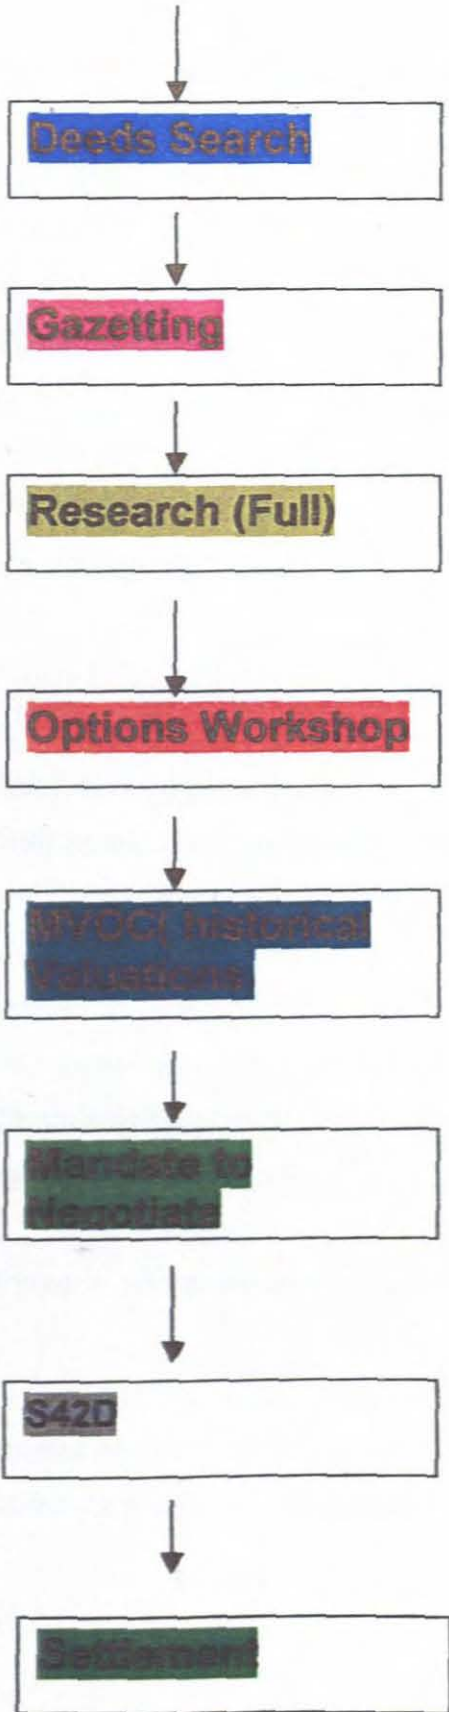 Deeds Search
Gazetting
Research (Full)
Options Workshop
MVOC( historical
Valuations
Mandate to
Negotiate
S42D
Settlement